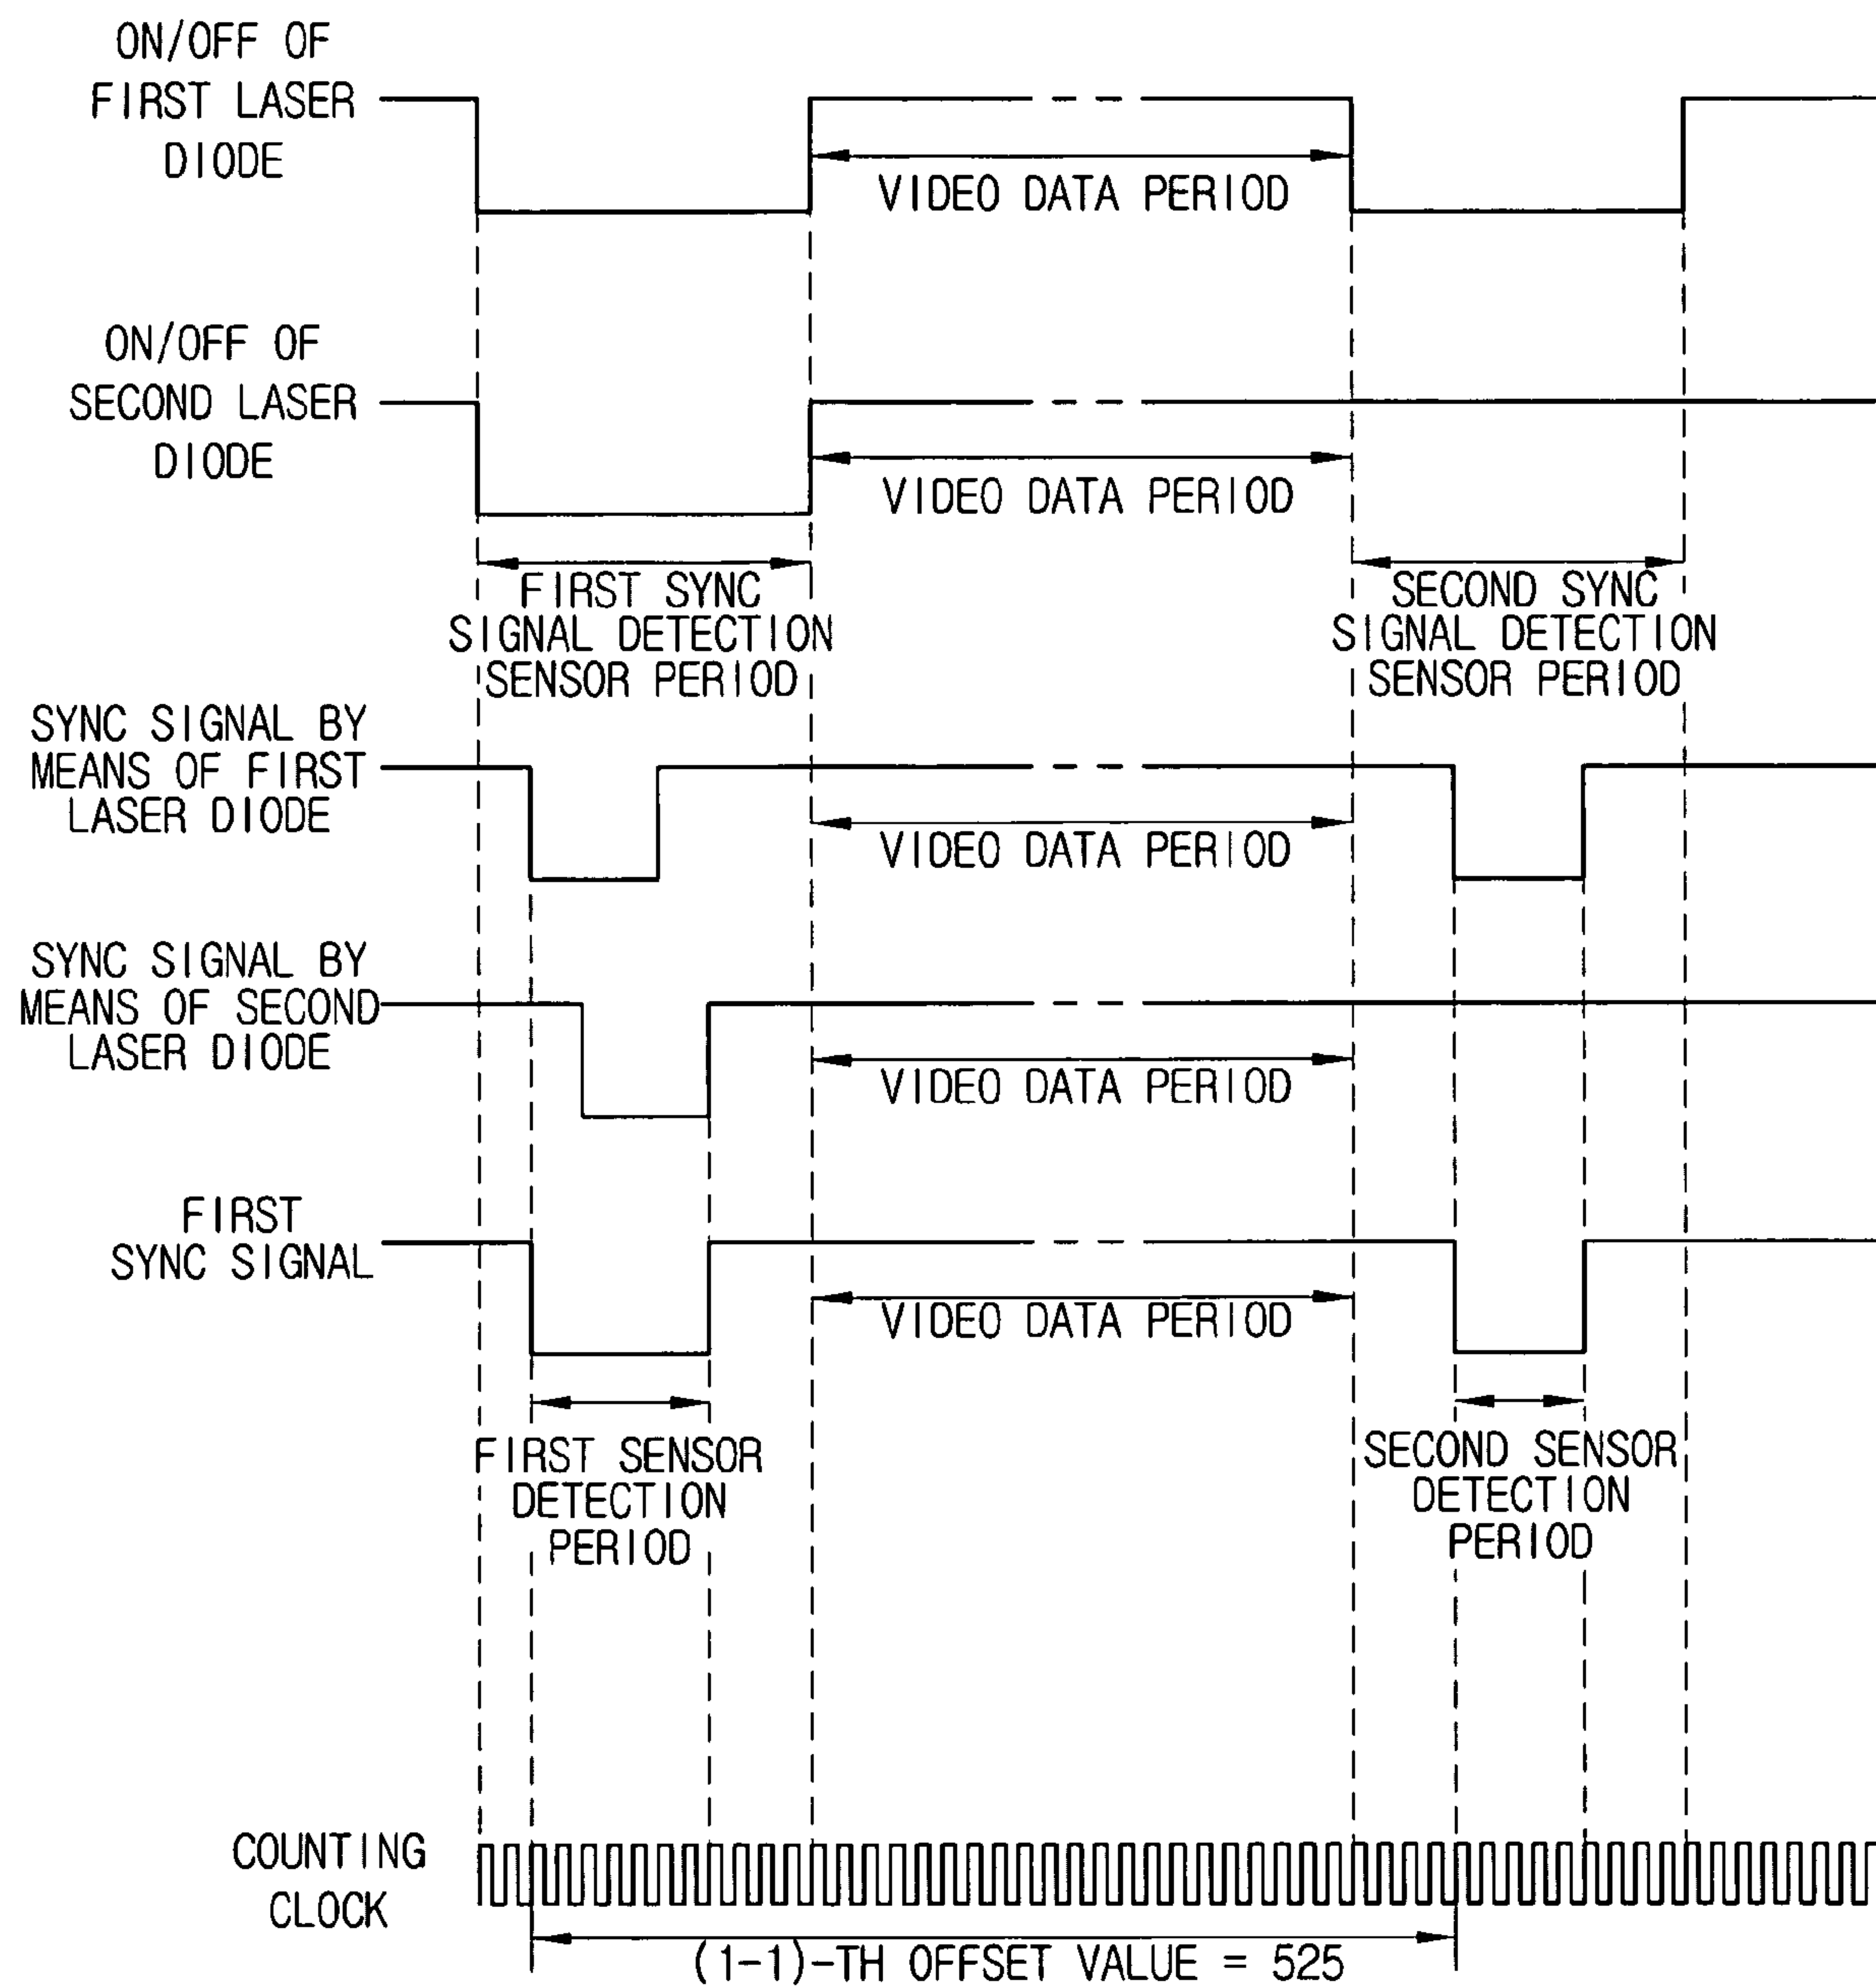 ON/OFF OF
FIRST LASER
DIODE
VIDEO DATA PERIOD
ON/OFF OF
SECOND LASER
DIODE
VIDEO DATA PERIOD
FIRST SYNC
SIGNAL DETECTION
SENSOR PERIOD
SECOND SYNC
SIGNAL DETECTION
SENSOR PERIOD
SYNC SIGNAL BY
MEANS OF FIRST
LASER DIODE
VIDEO DATA PERIOD
SYNC SIGNAL BY
MEANS OF SECOND
LASER DIODE
VIDEO DATA PERIOD
FIRST
SYNC SIGNAL
VIDEO DATA PERIOD
FIRST SENSOR
DETECTION
PERIOD
SECOND SENSOR
DETECTION
PERIOD
COUNTING
CLOCK
(1-1)-TH OFFSET VALUE = 525